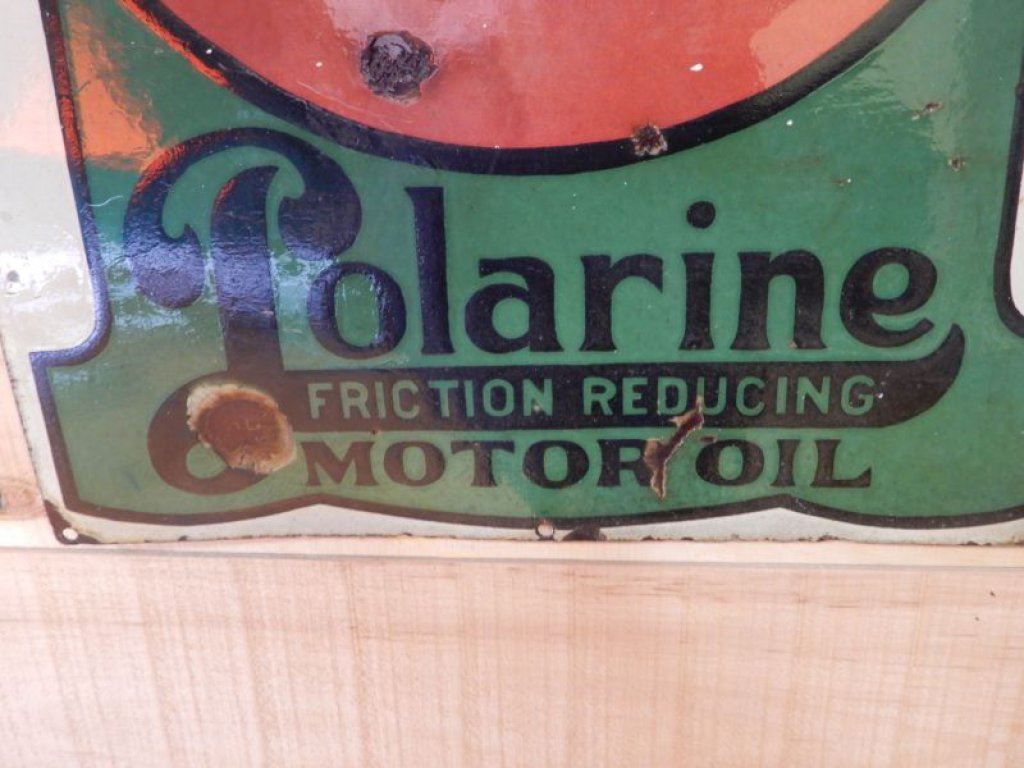 Polarine
FRICTION REDUCING
MOTOR OIL